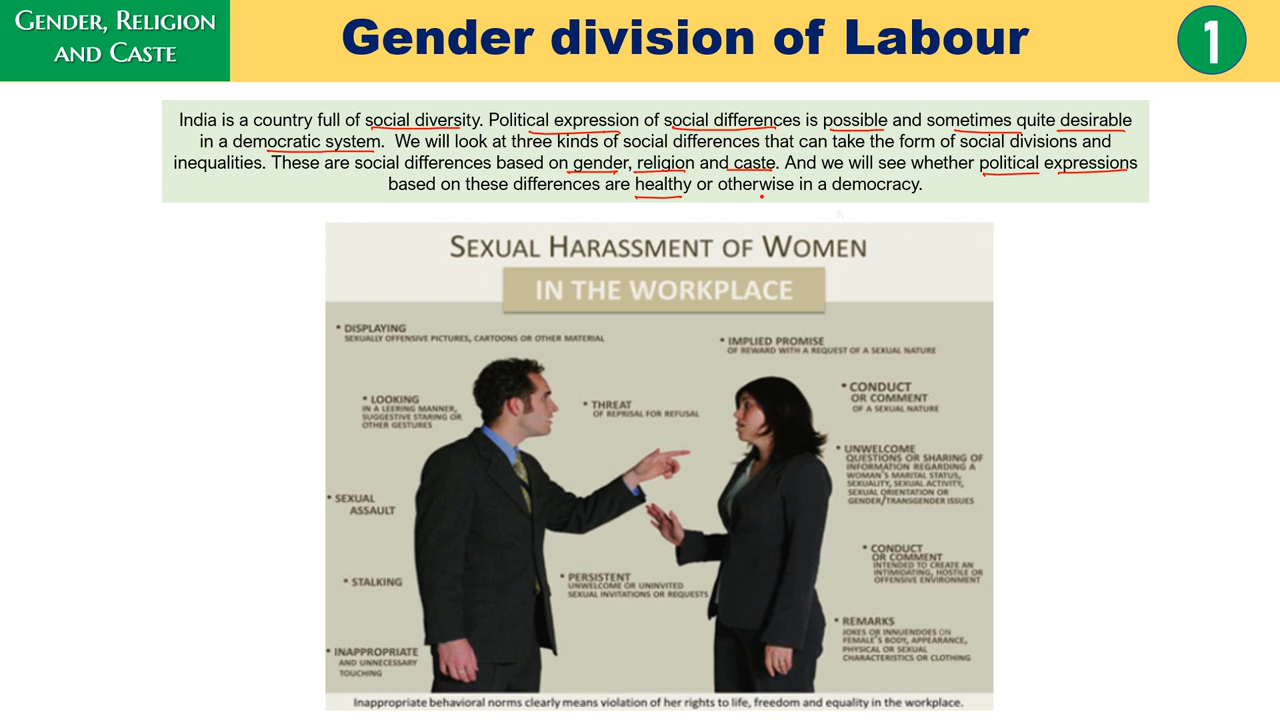 GENDER, RELIGION
AND CASTE
Gender division of Labour
1
India is a country full of social diversity. Political expression of social differences is possible and sometimes quite desirable
in a democratic system. We will look at three kinds of social differences that can take the form of social divisions and
inequalities. These are social differences based on gender, religion and caste. And we will see whether political expressions
based on these differences are healthy or otherwise in a democracy.
SEXUAL HARASSMENT OF WOMEN
IN THE WORKPLACE
• DISPLAYING
SEXUALLY OFFENSIVE PICTURES, CARTOONS OR OTHER MATERIAL
• IMPLIED PROMISE
OF REWARD WITH A REQUEST OF A SEXUAL NATURE
• LOOKING
IN A LEERING MANNER,
SUGGESTIVE STARING OR
OTHER GESTURES
• THREAT
OF REPRISAL FOR REFUSAL
• CONDUCT
OR COMMENT
OF A SEXUAL NATURE
• UNWELCOME
QUESTIONS OR SHARING OF
INFORMATION REGARDING A
WOMAN'S MARITAL STATUS,
SEXUALITY, SEXUAL ACTIVITY,
SEXUAL ORIENTATION OR
GENDER/TRANSGENDER ISSUES
• SEXUAL
ASSAULT
• CONDUCT
OR COMMENT
INTENDED TO CREATE AN
INTIMIDATING, HOSTILE OR
OFFENSIVE ENVIRONMENT
• STALKING
• PERSISTENT
UNWELCOME OR UNINVITED
SEXUAL INVITATIONS OR REQUESTS
• REMARKS
JOKES OR INNUENDOES ON
FEMALE'S BODY, APPEARANCE,
PHYSICAL OR SEXUAL
CHARACTERISTICS OR CLOTHING
• INAPPROPRIATE
AND UNNECESSARY
TOUCHING
Inappropriate behavioral norms clearly means violation of her rights to life, freedom and equality in the workplace.